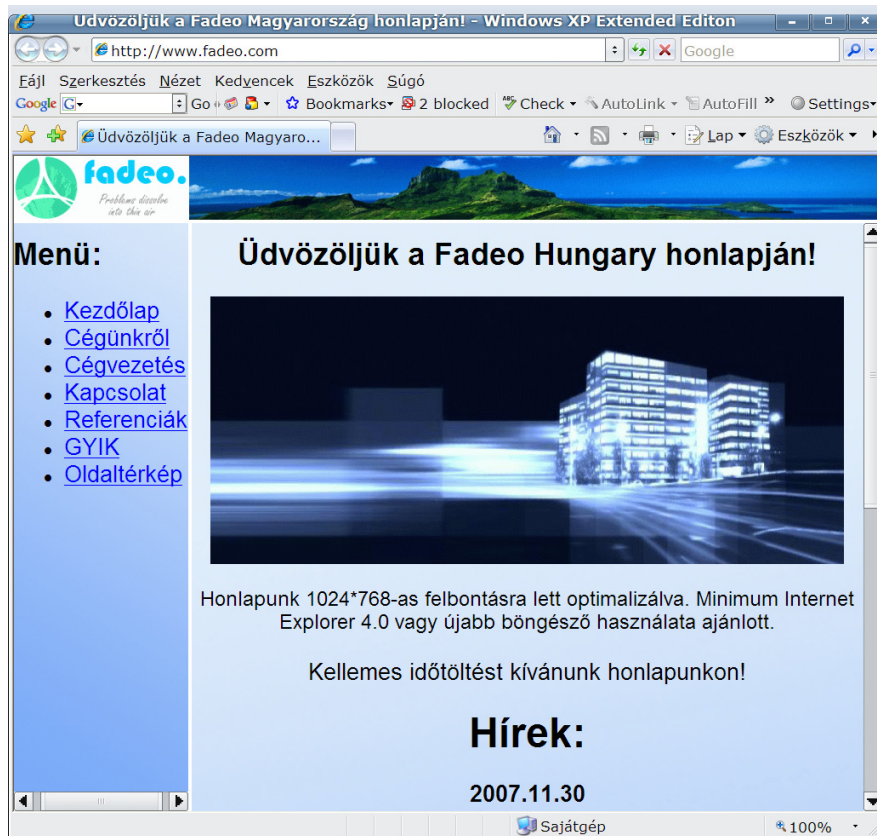 Üdvözöljük a Fadeo Magyarország honlapján! - Windows XP Extended Editon
http://www.fadeo.com
Google
Fájl Szerkesztés Nézet Kedvencek Eszközök Súgó
Google G Go Bookmarks 2 blocked ABC Check AutoLink AutoFill » Settings
Üdvözöljük a Fadeo Magyaro...
Lap Eszközök
fadeo.
Problems dissolve
into thin air
Menü:
Kezdőlap
Cégünkről
Cégvezetés
Kapcsolat
Referenciák
GYIK
Oldaltérkép
Üdvözöljük a Fadeo Hungary honlapján!
Honlapunk 1024*768-as felbontásra lett optimalizálva. Minimum Internet
Explorer 4.0 vagy újabb böngésző használata ajánlott.
Kellemes időtöltést kívánunk honlapunkon!
Hírek:
2007.11.30
Sajátgép
100%